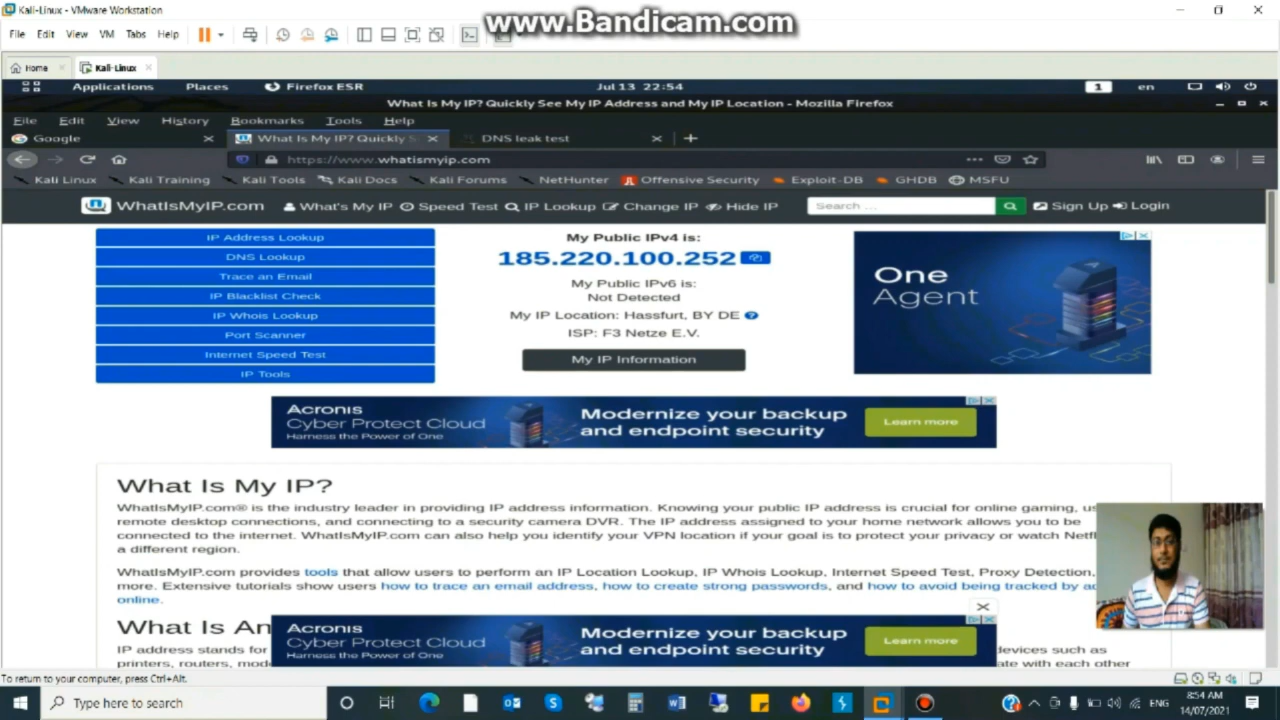 Kali-Linux - VMware Workstation
www.Bandicam.com
File Edit View VM Tabs Help
Home Kali-Linux
Applications Places Firefox ESR Jul 13 22:54 1 en
What Is My IP? Quickly See My IP Address and My IP Location - Mozilla Firefox
File Edit View History Bookmarks Tools Help
Google What Is My IP? Quickly S DNS leak test
https://www.whatismyip.com
Kali Linux Kali Training Kali Tools Kali Docs Kali Forums NetHunter Offensive Security Exploit-DB GHDB MSFU
WhatIsMyIP.com What's My IP Speed Test IP Lookup Change IP Hide IP Search ... Sign Up Login
IP Address Lookup
DNS Lookup
Trace an Email
IP Blacklist Check
IP Whois Lookup
Port Scanner
Internet Speed Test
IP Tools
My Public IPv4 is:
185.220.100.252
My Public IPv6 is:
Not Detected
My IP Location: Hassfurt, BY DE
ISP: F3 Netze E.V.
My IP Information
One
Agent
Acronis
Cyber Protect Cloud
Harness the Power of One
Modernize your backup
and endpoint security
Learn more
What Is My IP?
WhatIsMyIP.com® is the industry leader in providing IP address information. Knowing your public IP address is crucial for online gaming,
remote desktop connections, and connecting to a security camera DVR. The IP address assigned to your home network allows you to be
connected to the internet. WhatIsMyIP.com can also help you identify your VPN location if your goal is to protect your privacy or watch Netf
a different region.
WhatIsMyIP.com provides tools that allow users to perform an IP Location Lookup, IP Whois Lookup, Internet Speed Test, Proxy Detection,
more. Extensive tutorials show users how to trace an email address, how to create strong passwords, and how to avoid being tracked by
online.
What Is An
Acronis
Cyber Protect Cloud
Harness the Power of One
Modernize your backup
and endpoint security
Learn more
IP address stands for
devices such as
printers, routers,
with each other
To return to your computer, press Ctrl+Alt.
Type here to search
ENG
8:54 AM
14/07/2021